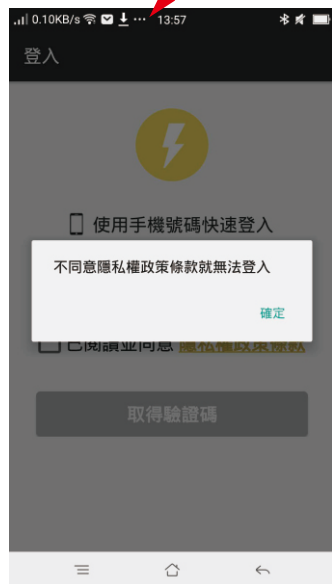 0.10KB/s ··· 13:57
登入
使用手機號碼快速登入
不同意隱私權政策條款就無法登入
確定
已閱讀並同意 隱私權政策條款
取得驗證碼